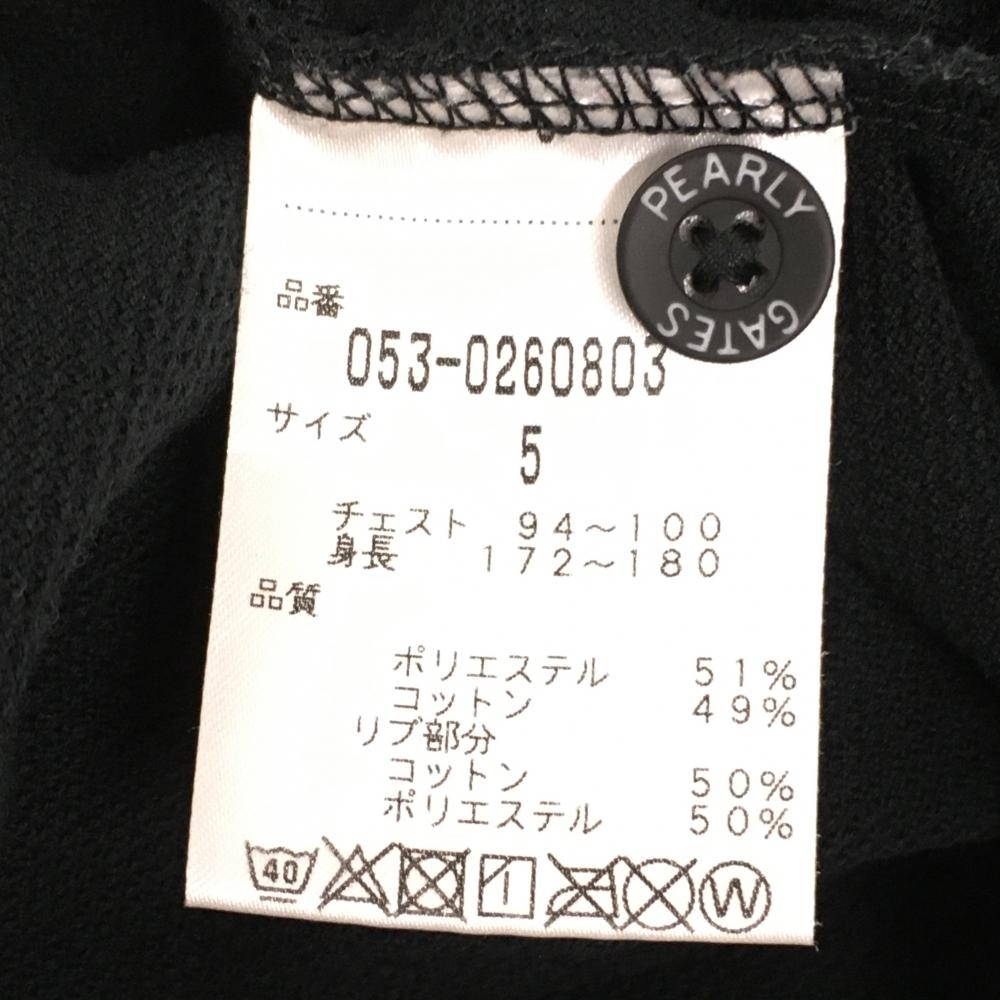 PEARLY
GATES
品番
053-0260803
サイズ
5
チェスト 94～100
身長 172～180
品質
ポリエステル 51%
コットン 49%
リブ部分
コットン 50%
ポリエステル 50%
40 W